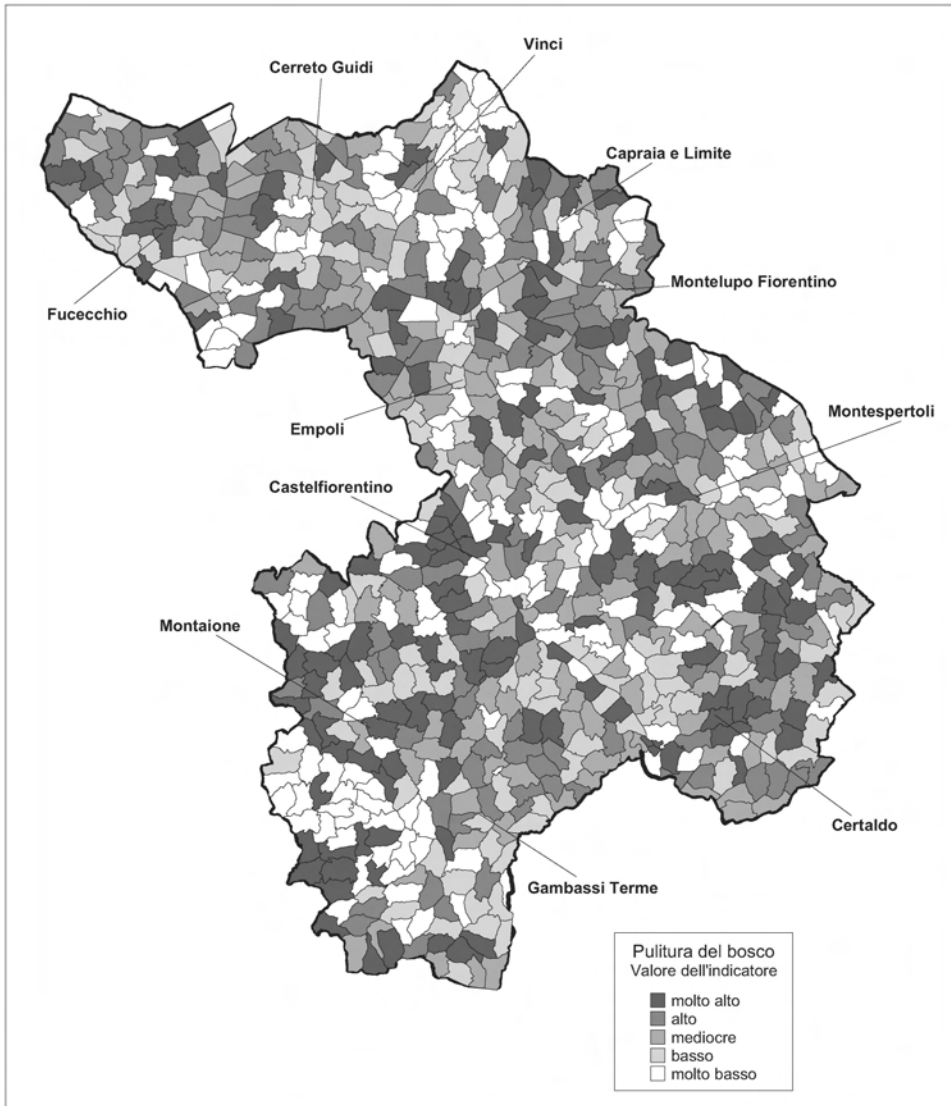 Vinci
Cerreto Guidi
Capraia e Limite
Montelupo Fiorentino
Fucecchio
Montespertoli
Empoli
Castelfiorentino
Montaione
Certaldo
Gambassi Terme
Pulitura del bosco
Valore dell'indicatore
molto alto
alto
mediocre
basso
molto basso